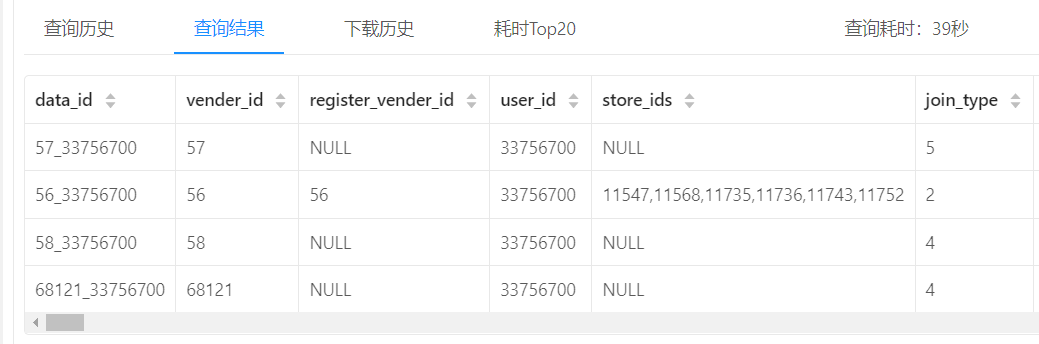 查询历史 查询结果 下载历史 耗时Top20 查询耗时：39秒
data_id vender_id register_vender_id user_id store_ids join_type
57_33756700 57 NULL 33756700 NULL 5
56_33756700 56 56 33756700 11547,11568,11735,11736,11743,11752 2
58_33756700 58 NULL 33756700 NULL 4
68121_33756700 68121 NULL 33756700 NULL 4